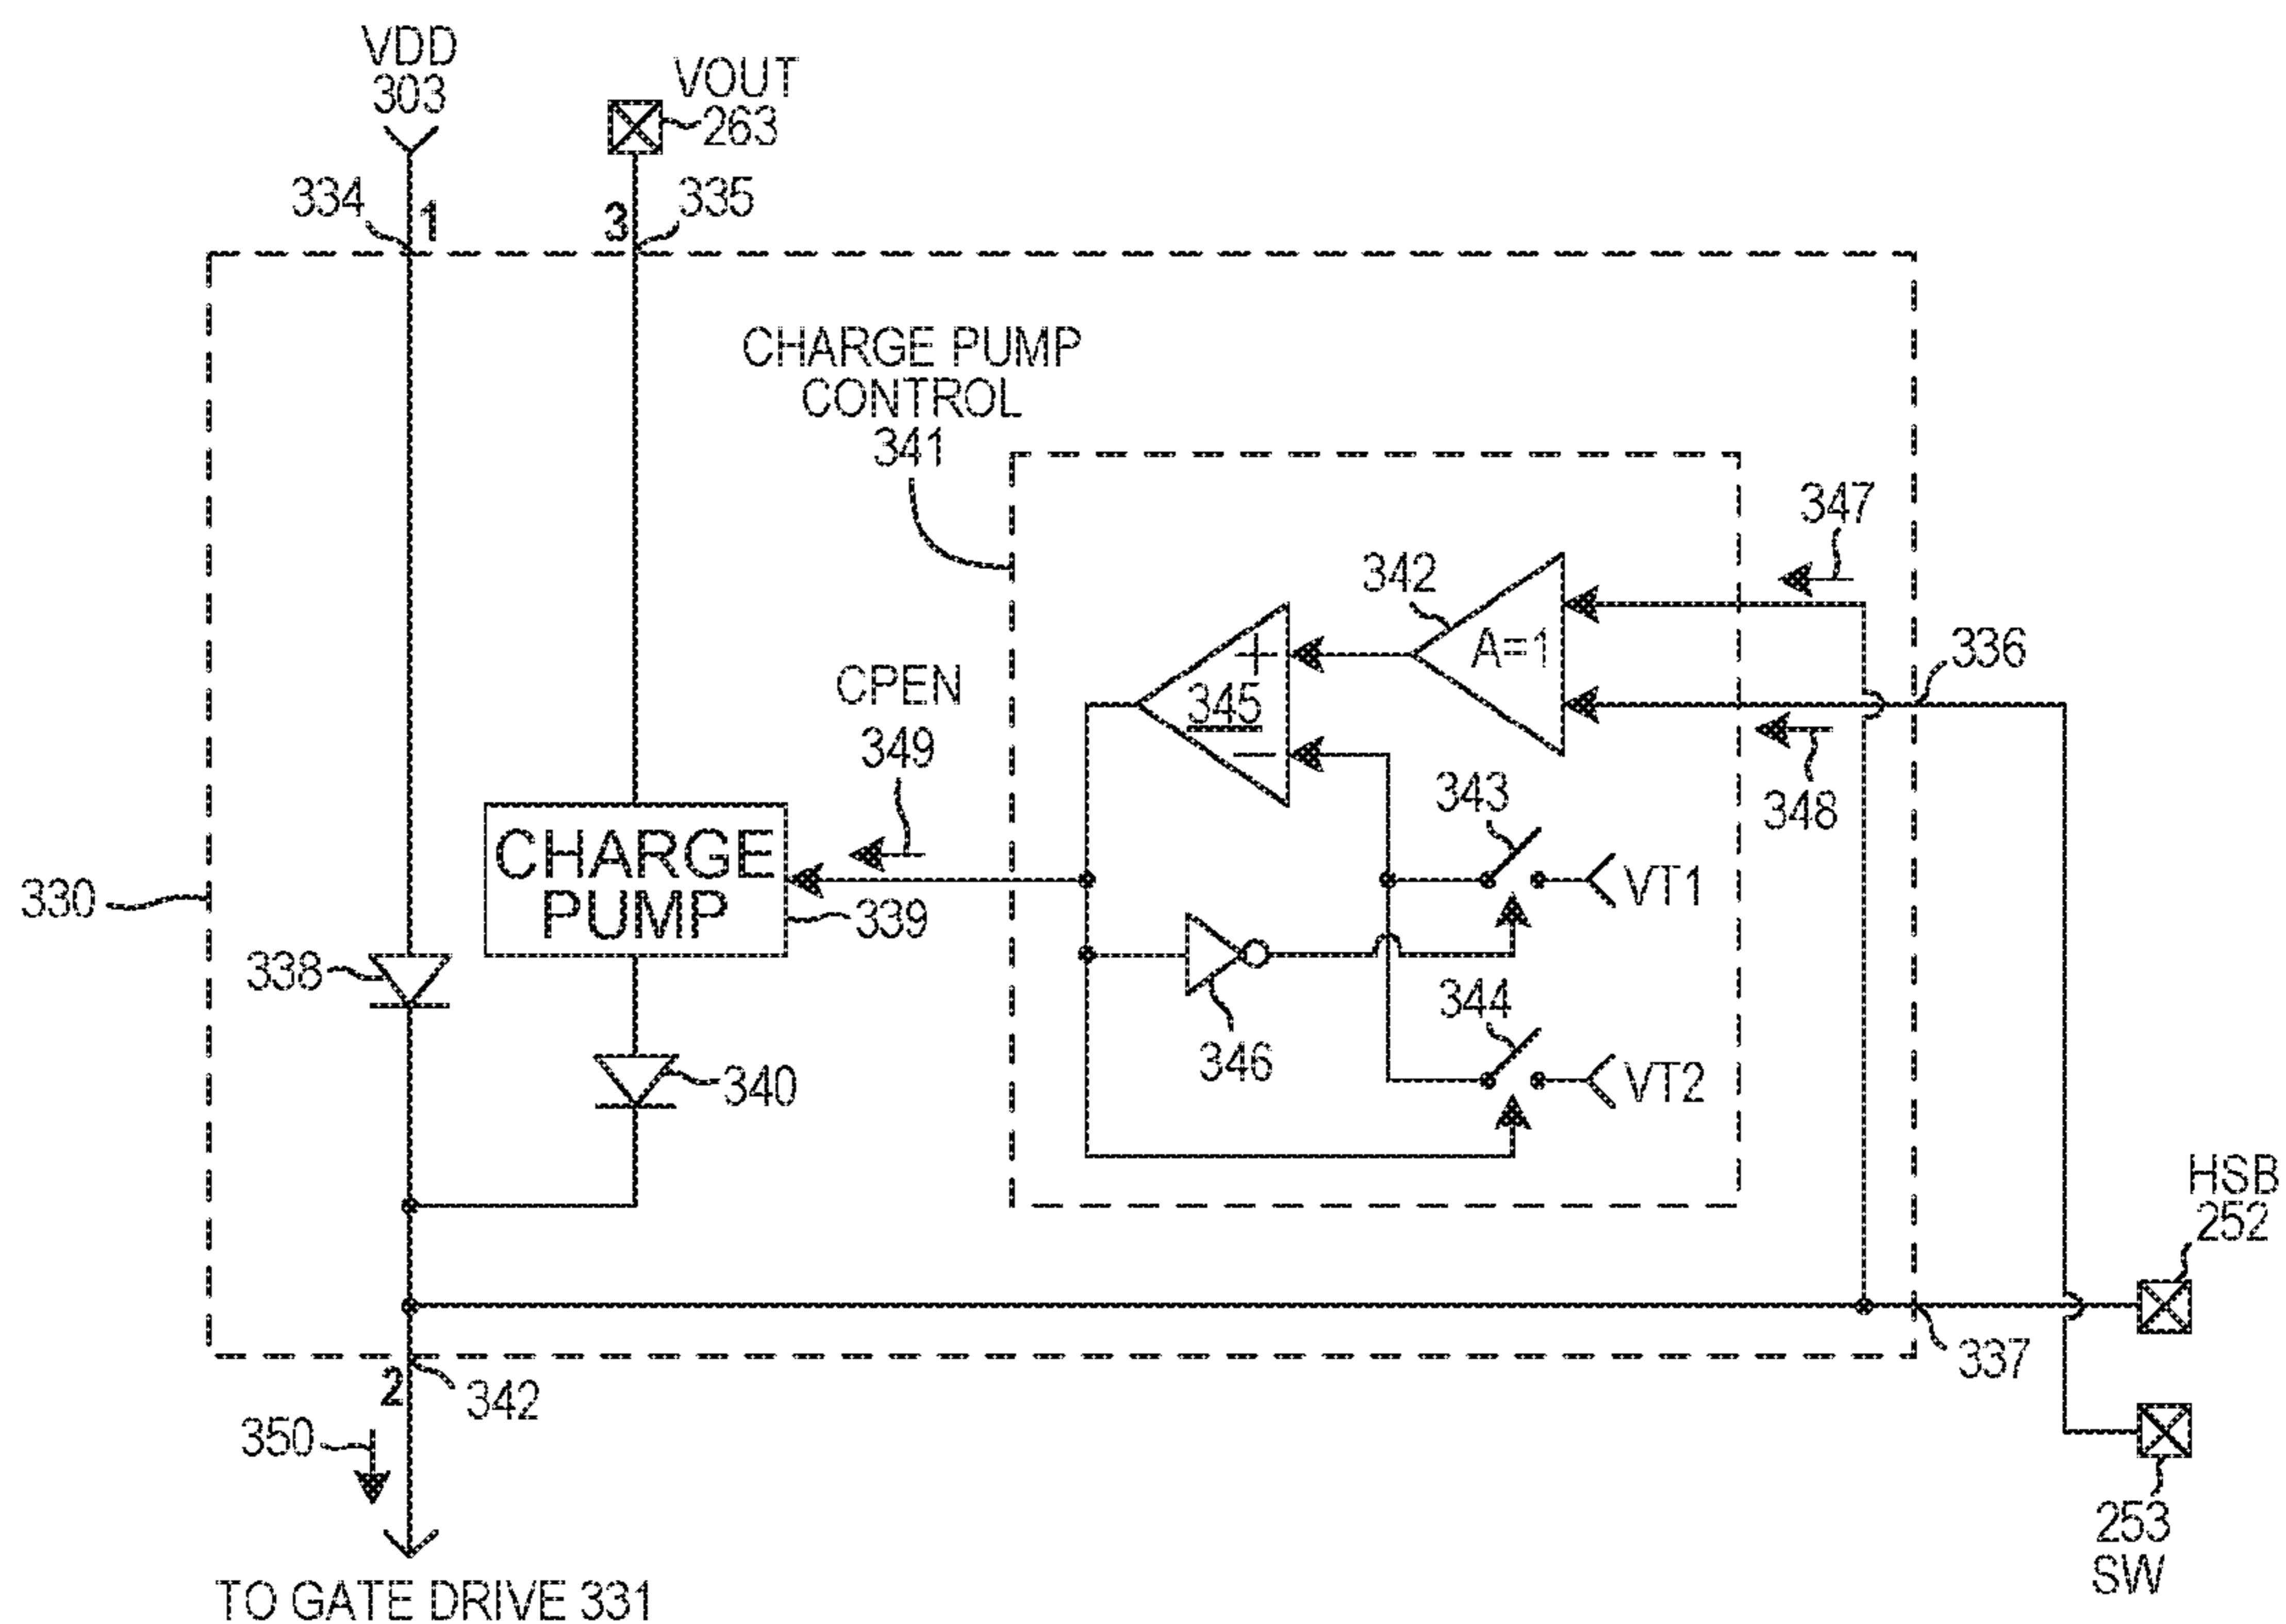 VDD
303
VOUT
263
334
1
3
335
CHARGE PUMP
CONTROL
341
347
342
A=1
336
+
345
−
CPEN
349
348
343
VT1
CHARGE
PUMP
339
330
338
346
344
VT2
340
HSB
252
337
2
342
350
253
SW
TO GATE DRIVE 331